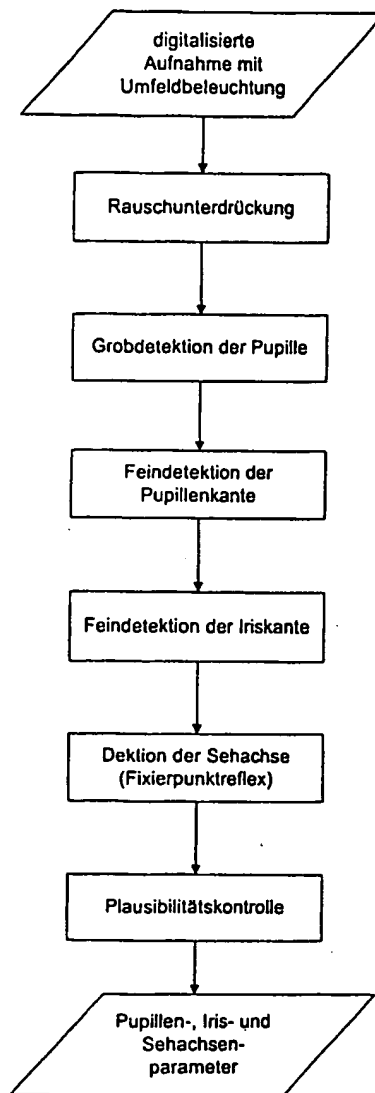 digitalisierte
Aufnahme mit
Umfeldbeleuchtung
Rauschunterdrückung
Grobdetektion der Pupille
Feindetektion der
Pupillenkante
Feindetektion der Iriskante
Dektion der Sehachse
(Fixierpunktreflex)
Plausibilitätskontrolle
Pupillen-, Iris- und
Sehachsen-
parameter